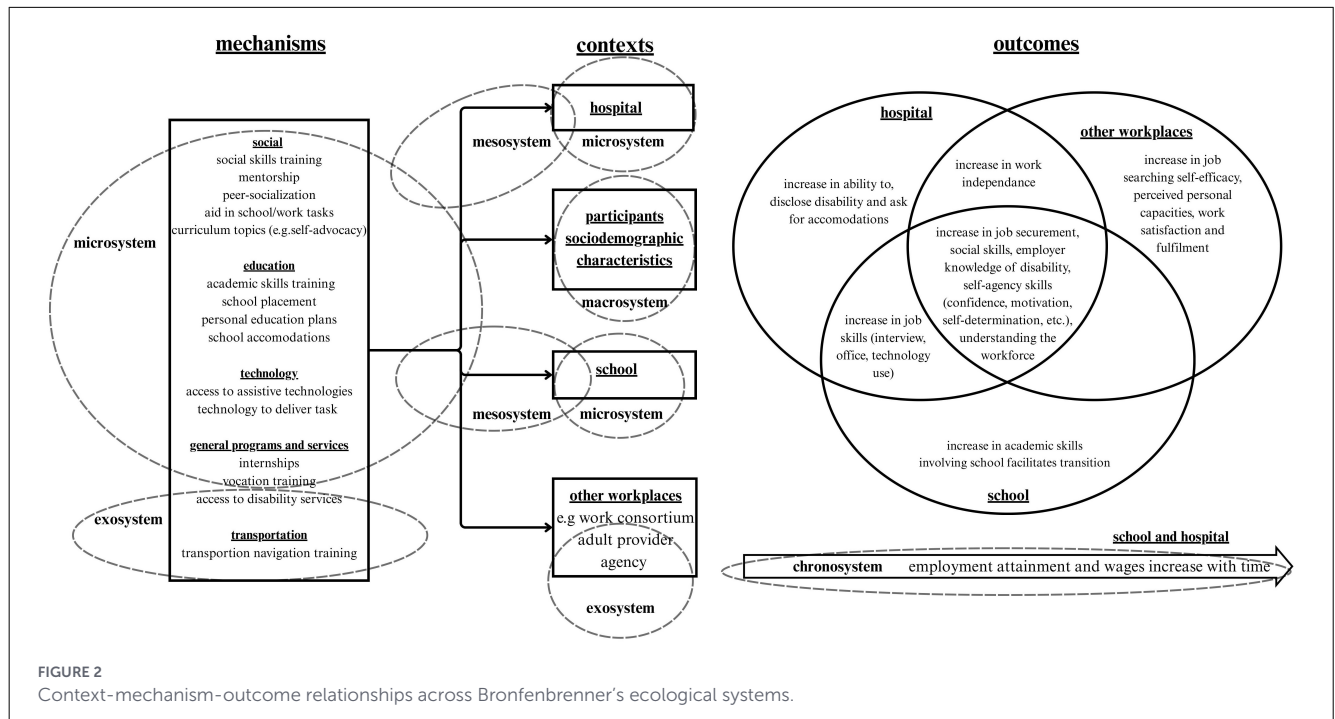 mechanisms
social
social skills training
mentorship
peer-socialization
aid in school/work tasks
curriculum topics (e.g.self-advocacy)
microsystem
education
academic skills training
school placement
personal education plans
school accomodations
technology
access to assistive technologies
technology to deliver task
general programs and services
internships
vocation training
access to disability services
exosystem
transportation
transportion navigation training
contexts
hospital
mesosystem
microsystem
participants
sociodemographic
characteristics
macrosystem
school
mesosystem
microsystem
other workplaces
e.g work consortium
adult provider
agency
exosystem
outcomes
hospital
other workplaces
increase in ability to,
disclose disability and ask
for accomodations
increase in work
independance
increase in job
searching self-efficacy,
perceived personal
capacities, work
satisfaction and
fulfilment
increase in job securement,
social skills, employer
knowledge of disability,
self-agency skills
(confidence, motivation,
self-determination, etc.),
understanding the
workforce
increase in job
skills (interview,
office, technology
use)
increase in academic skills
involving school facilitates transition
school
school and hospital
chronosystem employment attainment and wages increase with time
FIGURE 2
Context-mechanism-outcome relationships across Bronfenbrenner's ecological systems.